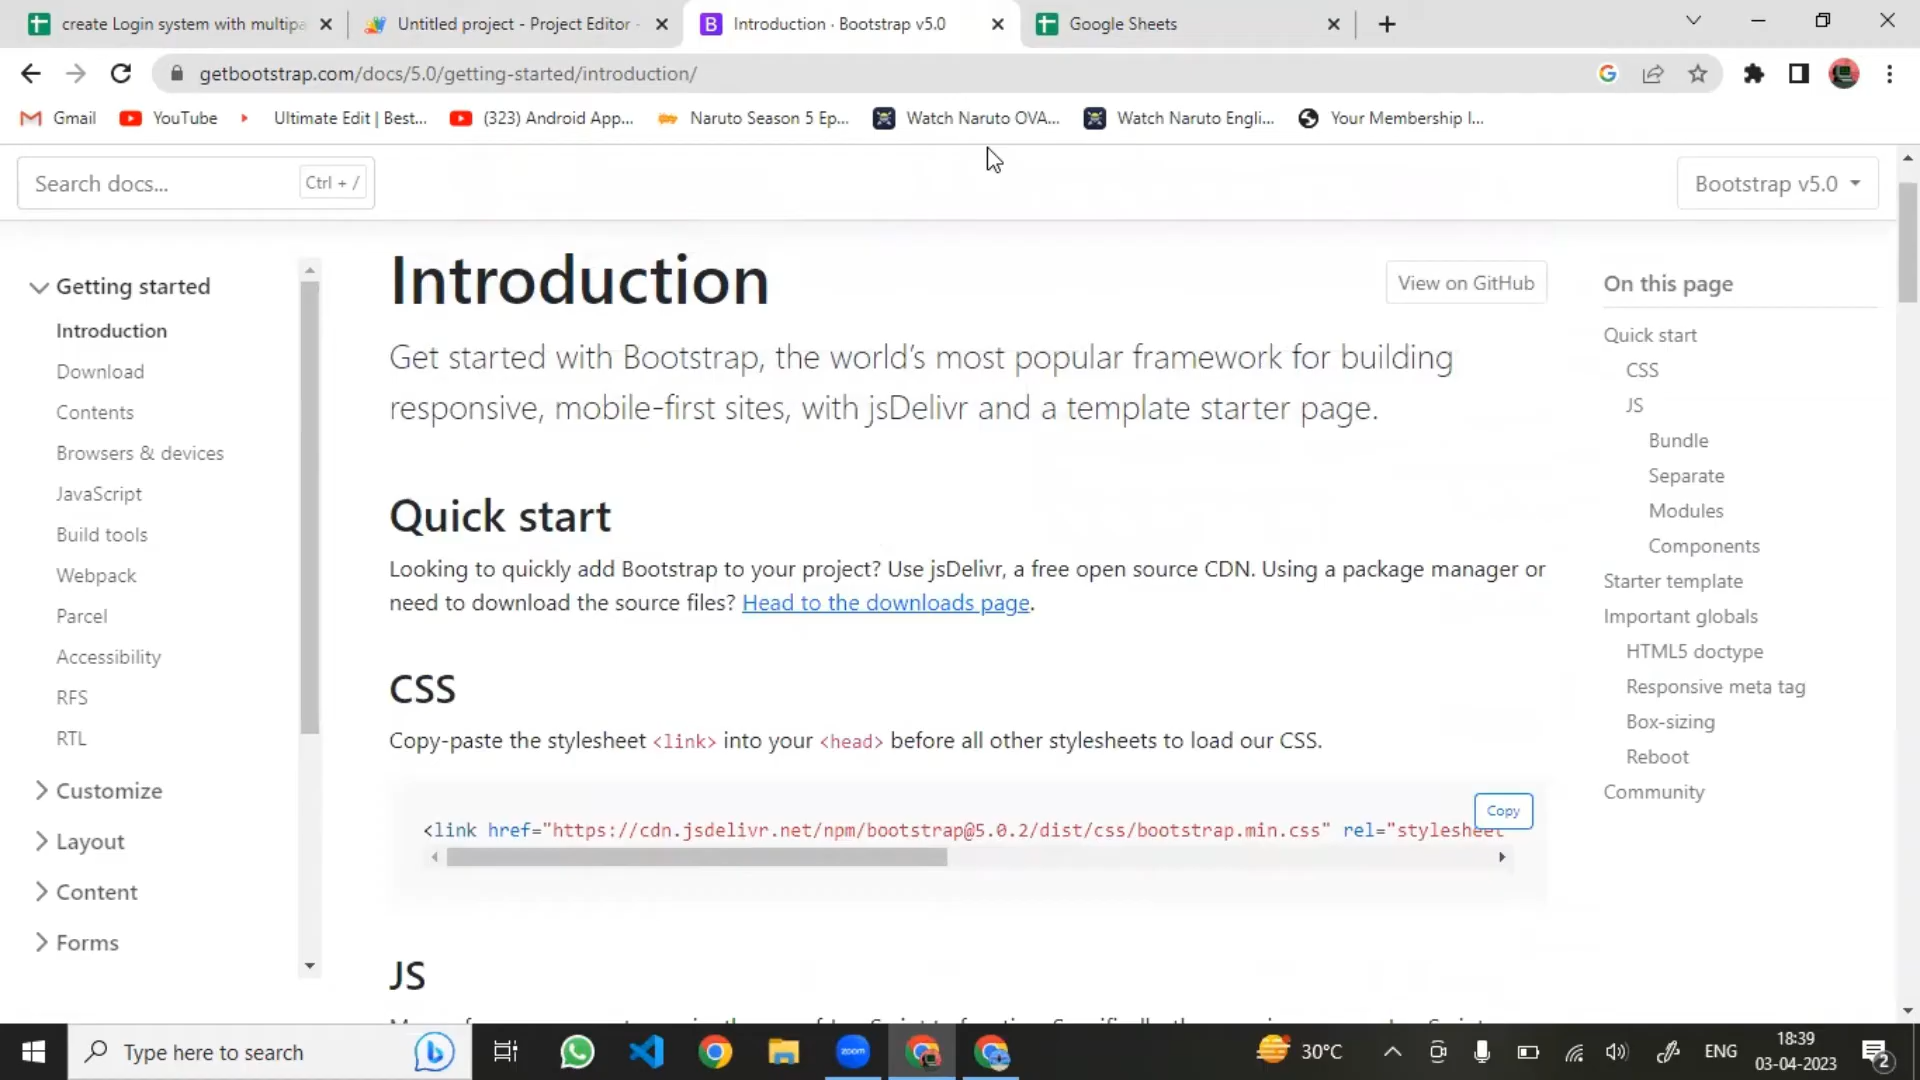 create Login system with multipa
Untitled project - Project Editor -
Introduction · Bootstrap v5.0
Google Sheets
getbootstrap.com/docs/5.0/getting-started/introduction/
Gmail
YouTube
Ultimate Edit | Best...
(323) Android App...
Naruto Season 5 Ep...
Watch Naruto OVA...
Watch Naruto Engli...
Your Membership I...
Search docs...
Ctrl + /
Bootstrap v5.0
Getting started
Introduction
Download
Contents
Browsers & devices
JavaScript
Build tools
Webpack
Parcel
Accessibility
RFS
RTL
Customize
Layout
Content
Forms
Introduction
View on GitHub
Get started with Bootstrap, the world's most popular framework for building
responsive, mobile-first sites, with jsDelivr and a template starter page.
Quick start
Looking to quickly add Bootstrap to your project? Use jsDelivr, a free open source CDN. Using a package manager or
need to download the source files? Head to the downloads page.
CSS
Copy-paste the stylesheet <link> into your <head> before all other stylesheets to load our CSS.
Copy
<link href="https://cdn.jsdelivr.net/npm/bootstrap@5.0.2/dist/css/bootstrap.min.css" rel="stylesheet
JS
On this page
Quick start
CSS
JS
Bundle
Separate
Modules
Components
Starter template
Important globals
HTML5 doctype
Responsive meta tag
Box-sizing
Reboot
Community
Type here to search
zoom
30°C
ENG
18:39
03-04-2023
2